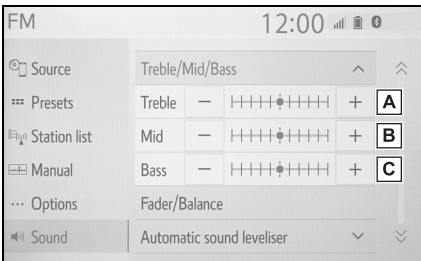 FM 12:00
Source
Presets
Station list
Manual
Options
Sound
Treble/Mid/Bass
Treble − + A
Mid − + B
Bass − + C
Fader/Balance
Automatic sound leveliser